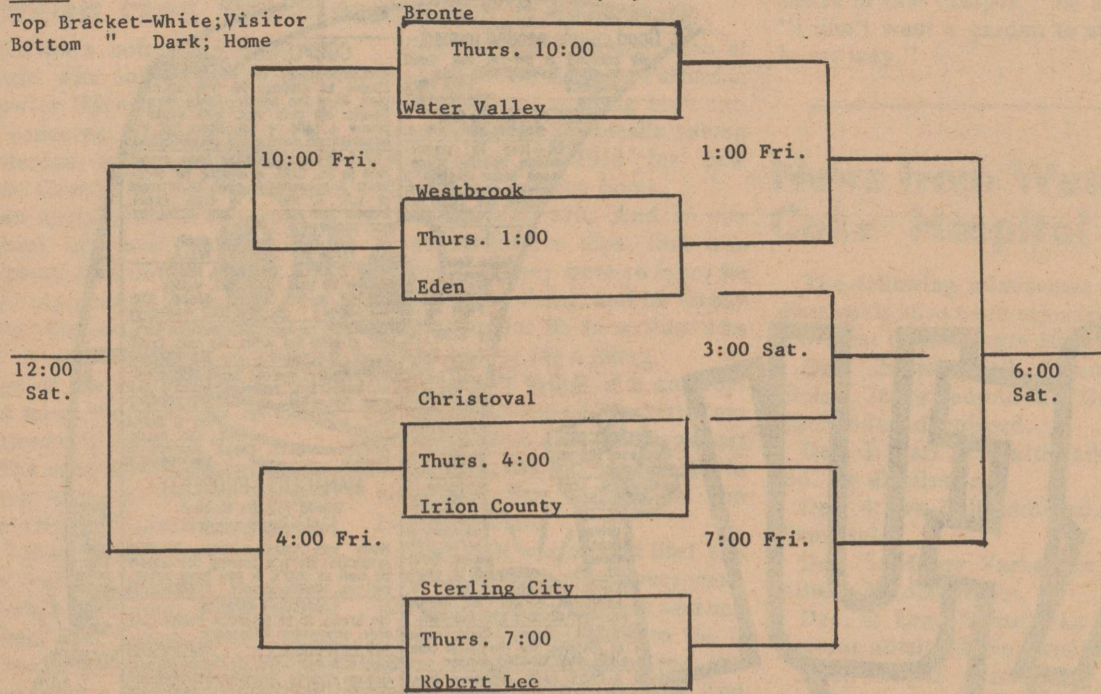 Top Bracket-White;Visitor
Bottom " Dark; Home
Bronte
Thurs. 10:00
Water Valley
10:00 Fri.
1:00 Fri.
Westbrook
Thurs. 1:00
Eden
12:00
Sat.
3:00 Sat.
6:00
Sat.
Christoval
Thurs. 4:00
Irion County
4:00 Fri.
7:00 Fri.
Sterling City
Thurs. 7:00
Robert Lee